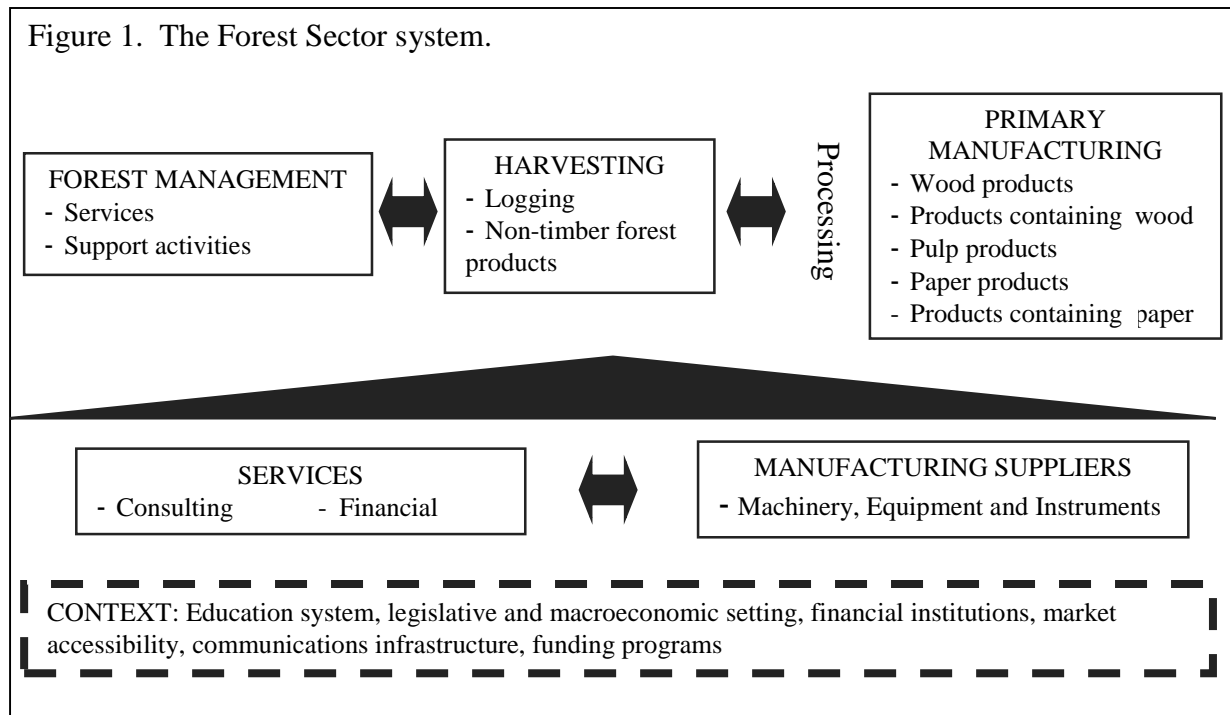 Figure 1. The Forest Sector system.
FOREST MANAGEMENT
- Services
- Support activities
HARVESTING
- Logging
- Non-timber forest
products
Processing
PRIMARY
MANUFACTURING
- Wood products
- Products containing wood
- Pulp products
- Paper products
- Products containing paper
SERVICES
- Consulting - Financial
MANUFACTURING SUPPLIERS
- Machinery, Equipment and Instruments
CONTEXT: Education system, legislative and macroeconomic setting, financial institutions, market
accessibility, communications infrastructure, funding programs